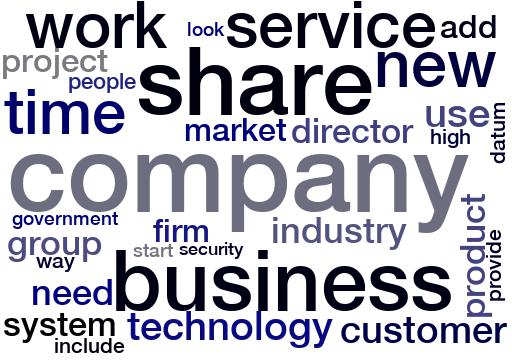 work look service add
project people share new
time market director use high datum
company
government firm industry product
group way start security provide
need business
system technology customer
include